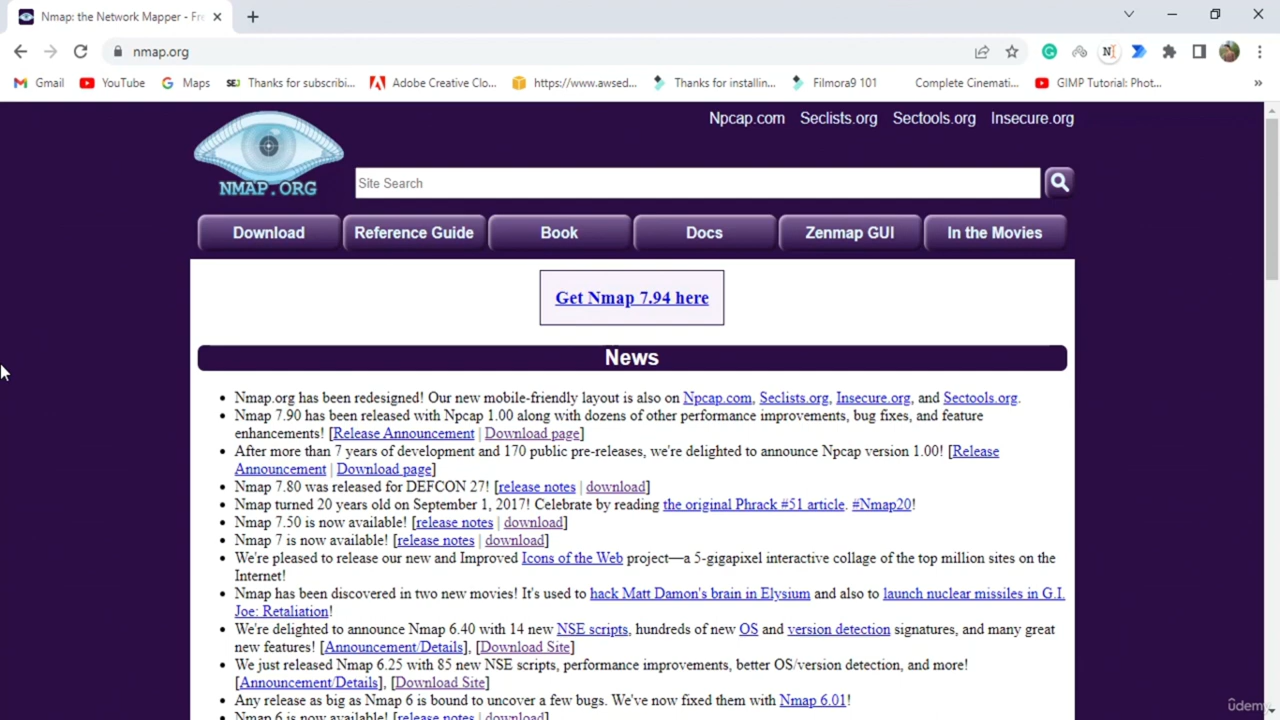 Nmap: the Network Mapper - Fr
nmap.org
Gmail YouTube Maps Thanks for subscribi... Adobe Creative Clo... https://www.awsed... Thanks for installin... Filmora9 101 Complete Cinemati... GIMP Tutorial: Phot... »
Npcap.com Seclists.org Sectools.org Insecure.org
NMAP.ORG
Site Search
Download Reference Guide Book Docs Zenmap GUI In the Movies
Get Nmap 7.94 here
News
• Nmap.org has been redesigned! Our new mobile-friendly layout is also on Npcap.com, Seclists.org, Insecure.org, and Sectools.org.
• Nmap 7.90 has been released with Npcap 1.00 along with dozens of other performance improvements, bug fixes, and feature
enhancements! [Release Announcement | Download page]
• After more than 7 years of development and 170 public pre-releases, we're delighted to announce Npcap version 1.00! [Release
Announcement | Download page]
• Nmap 7.80 was released for DEFCON 27! [release notes | download]
• Nmap turned 20 years old on September 1, 2017! Celebrate by reading the original Phrack #51 article. #Nmap20!
• Nmap 7.50 is now available! [release notes | download]
• Nmap 7 is now available! [release notes | download]
• We're pleased to release our new and Improved Icons of the Web project—a 5-gigapixel interactive collage of the top million sites on the
Internet!
• Nmap has been discovered in two new movies! It's used to hack Matt Damon's brain in Elysium and also to launch nuclear missiles in G.I.
Joe: Retaliation!
• We're delighted to announce Nmap 6.40 with 14 new NSE scripts, hundreds of new OS and version detection signatures, and many great
new features! [Announcement/Details], [Download Site]
• We just released Nmap 6.25 with 85 new NSE scripts, performance improvements, better OS/version detection, and more!
[Announcement/Details], [Download Site]
• Any release as big as Nmap 6 is bound to uncover a few bugs. We've now fixed them with Nmap 6.01!
• Nmap 6 is now available! [release notes | download]
udemy